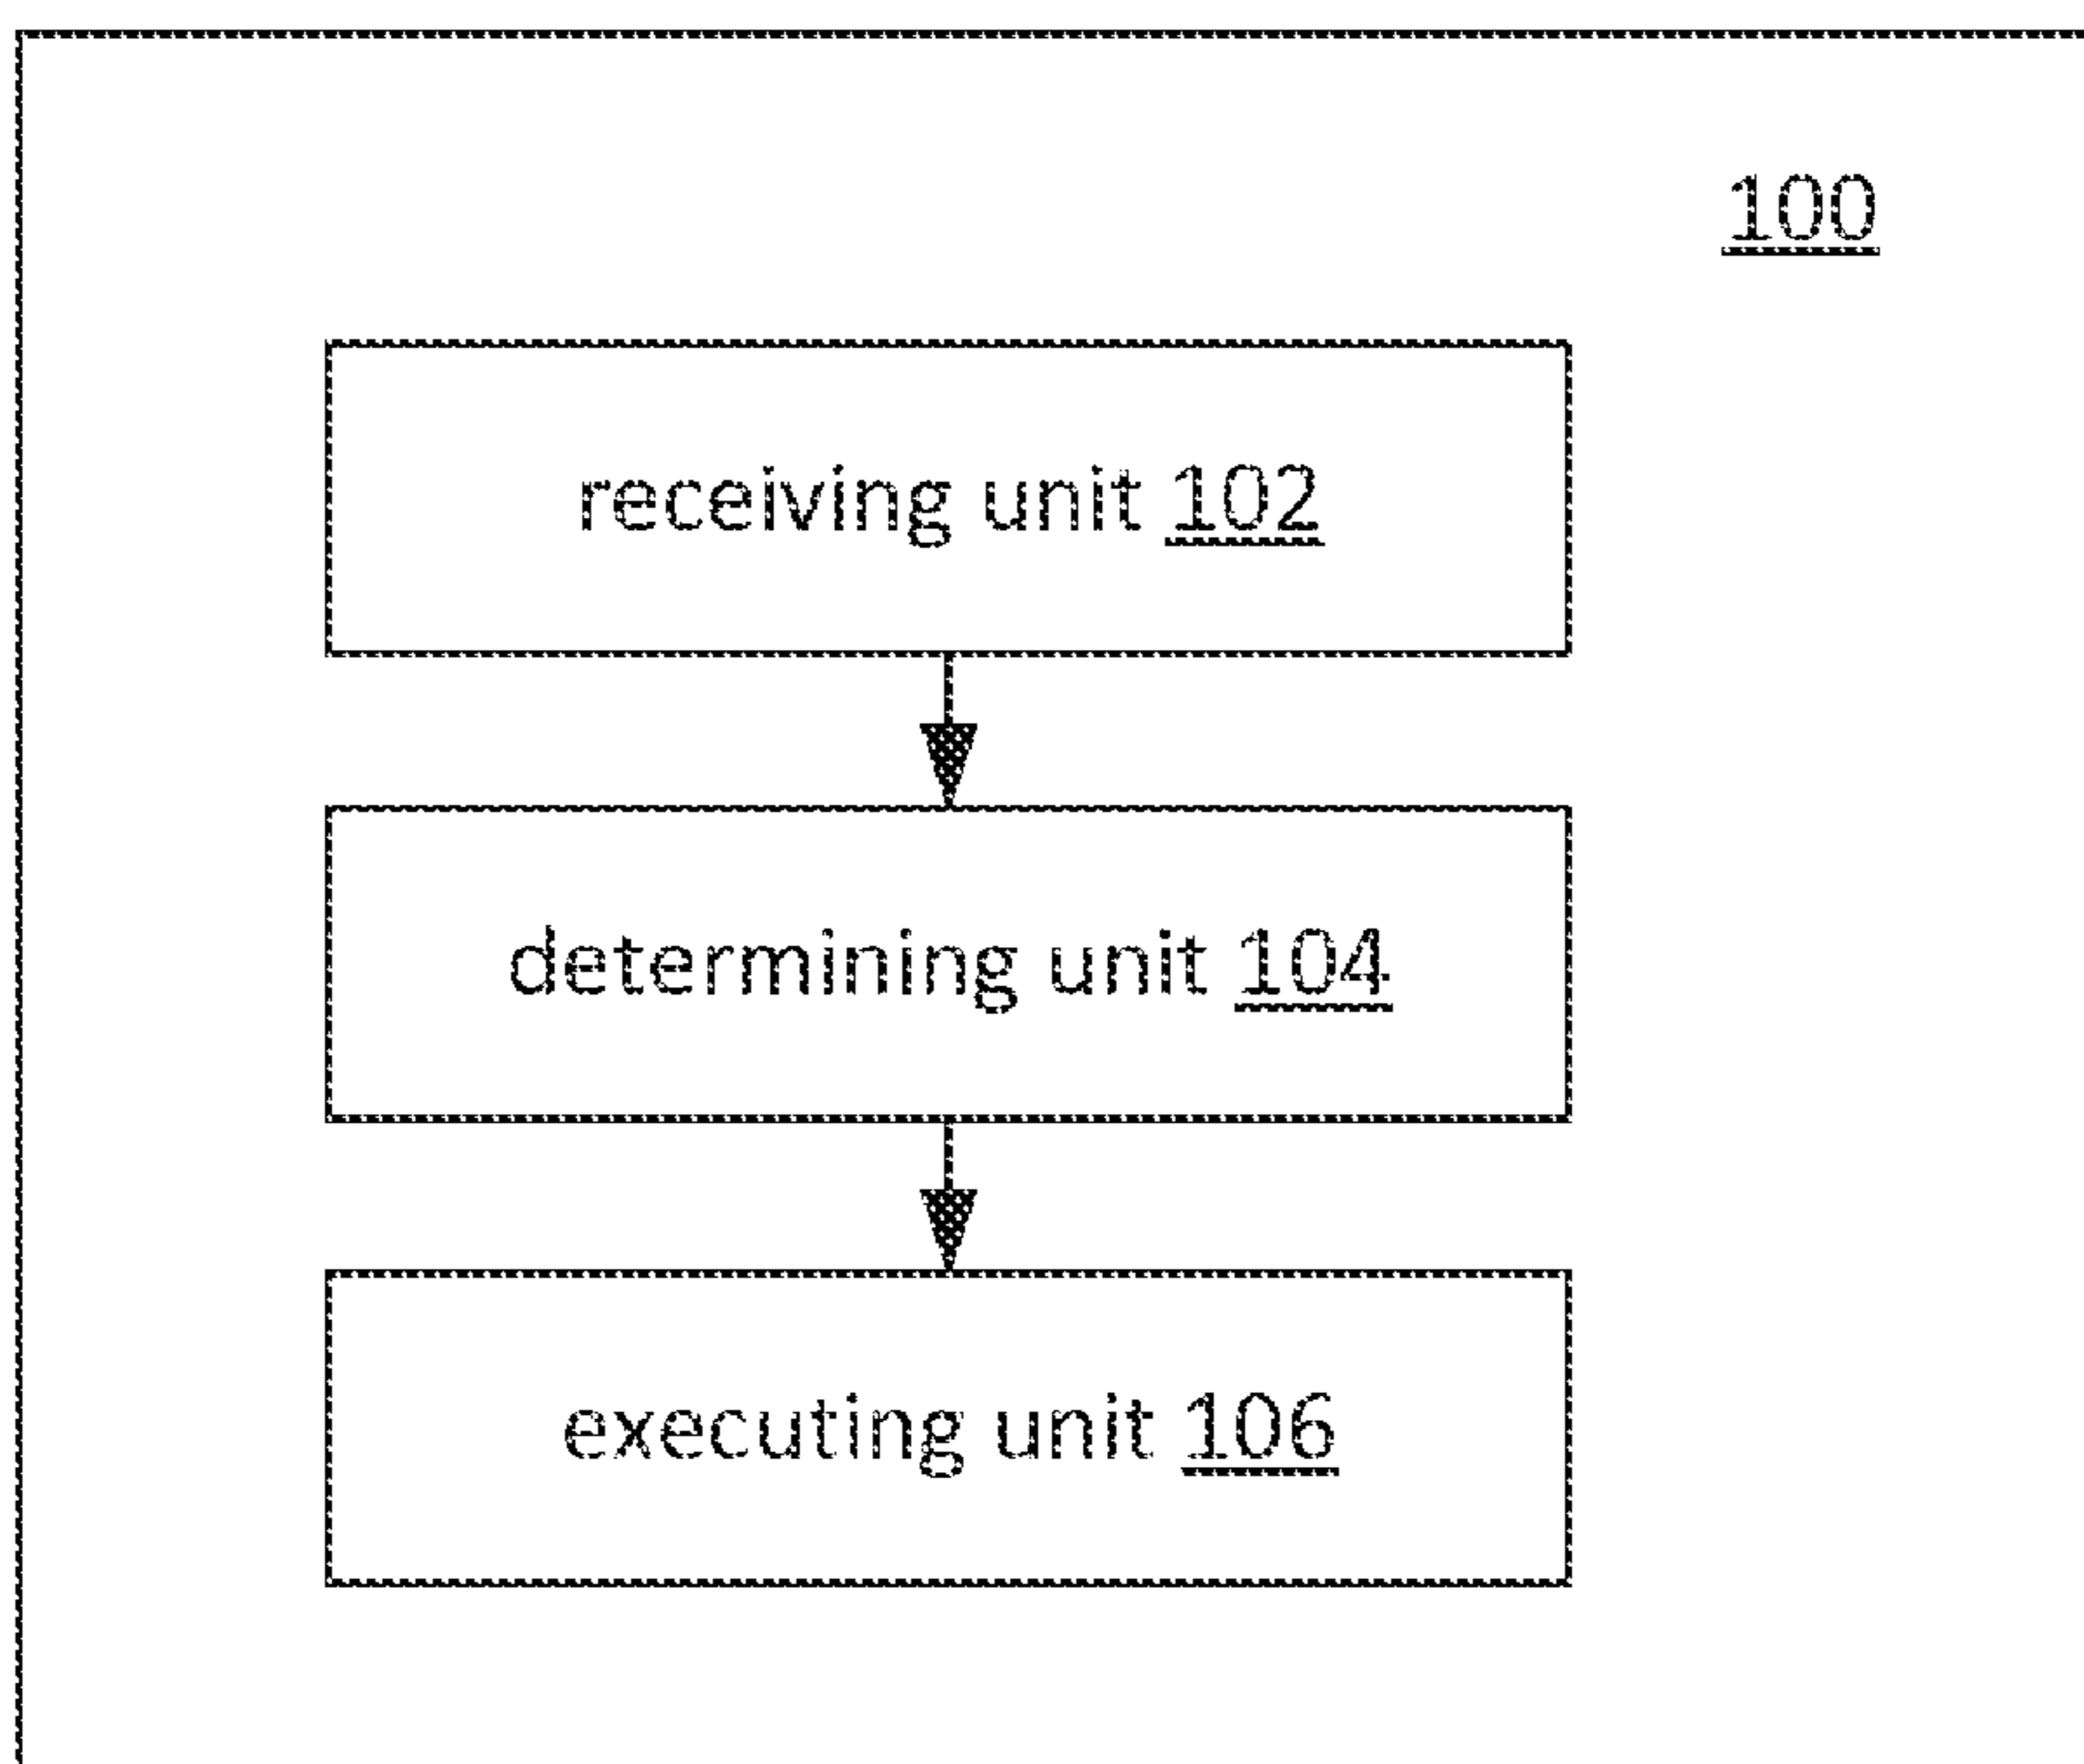 100
receiving unit 102
determining unit 104
executing unit 106